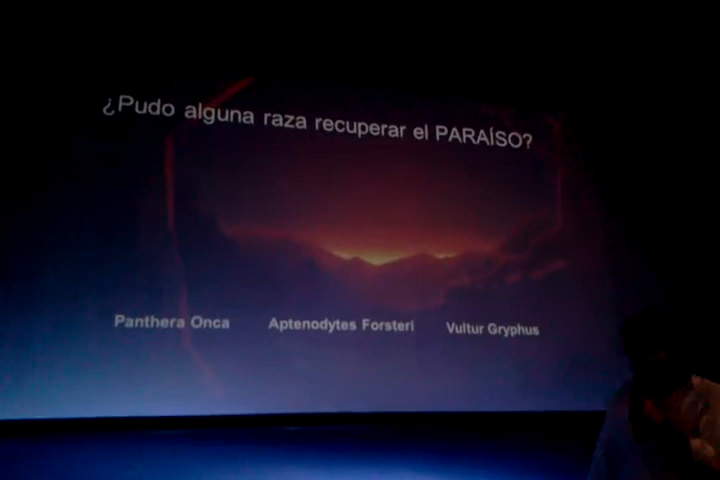 ¿Pudo alguna raza recuperar el PARAÍSO?
Panthera Onca Aptenodytes Forsteri Vultur Gryphus